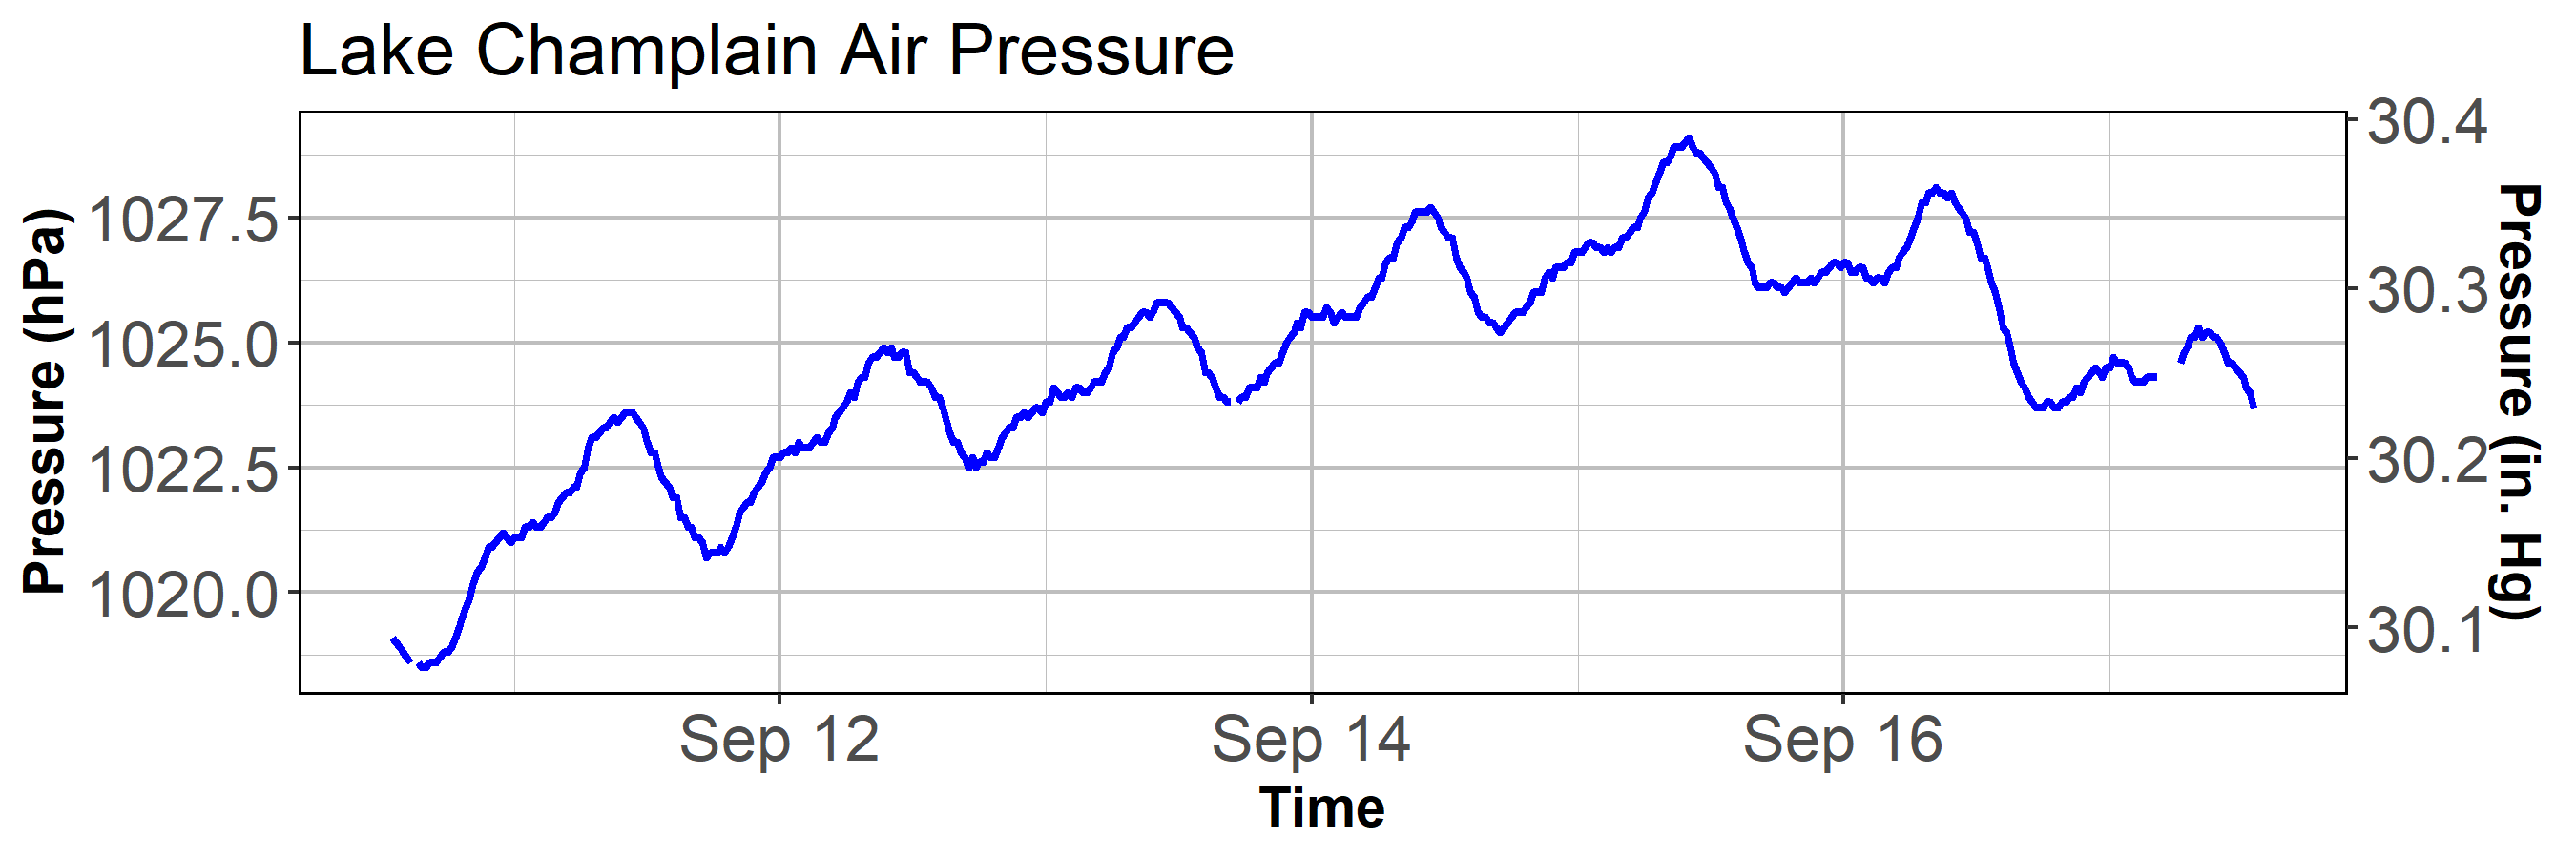 Lake Champlain Air Pressure
Pressure (hPa)
1027.5
1025.0
1022.5
1020.0
30.4
30.3
30.2
30.1
Pressure (in. Hg)
Sep 12
Sep 14
Sep 16
Time